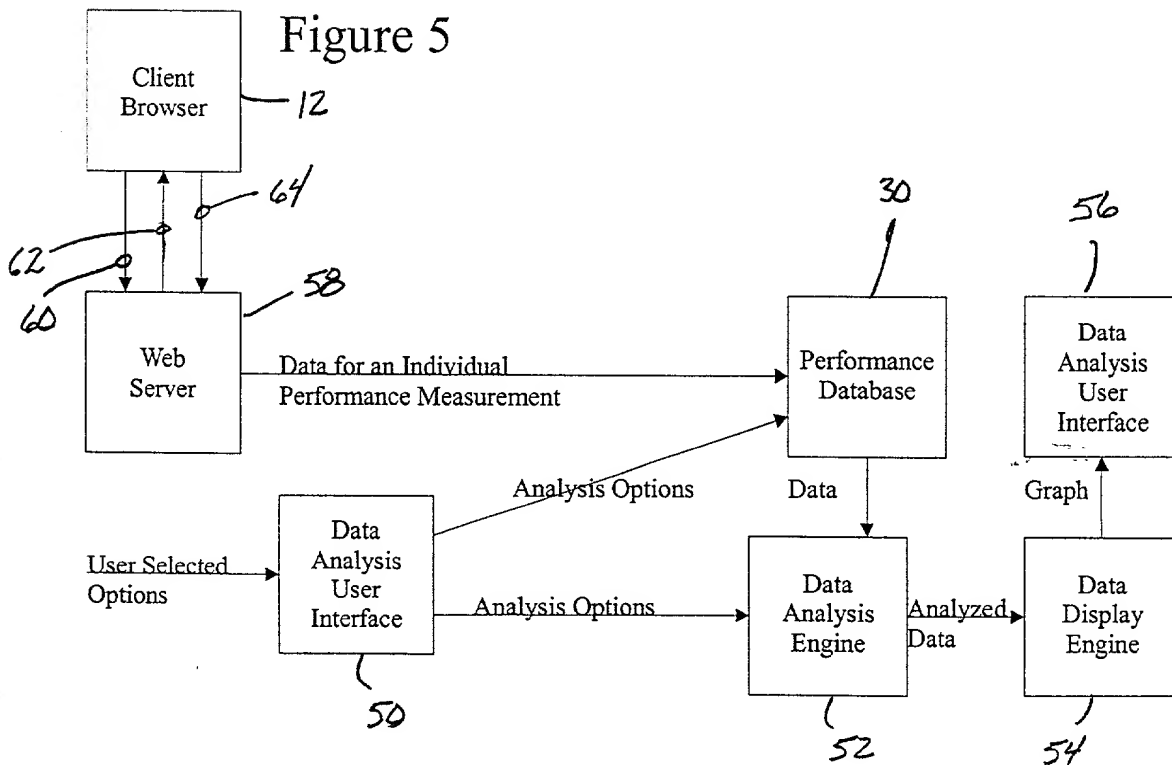 Figure 5
Client
Browser
12
64
62
60
58
30
56
Web
Server
Data for an Individual
Performance Measurement
Performance
Database
Data
Analysis
User
Interface
Analysis Options
Data
Graph
User Selected
Options
Data
Analysis
User
Interface
Analysis Options
Data
Analysis
Engine
Analyzed
Data
Data
Display
Engine
50
52
54